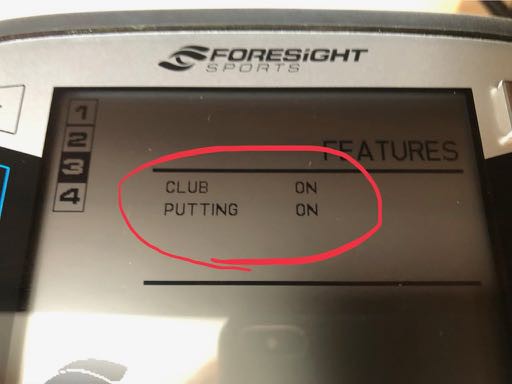 FORESIGHT
SPORTS
1
2
3
4
FEATURES
CLUB ON
PUTTING ON